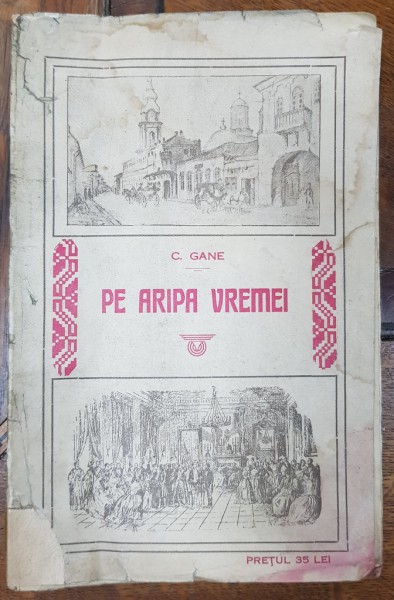 C. GANE
PE ARIPA VREMEI
PREȚUL 35 LEI